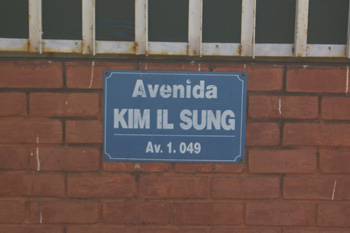 Avenida
KIM IL SUNG
Av. 1. 049